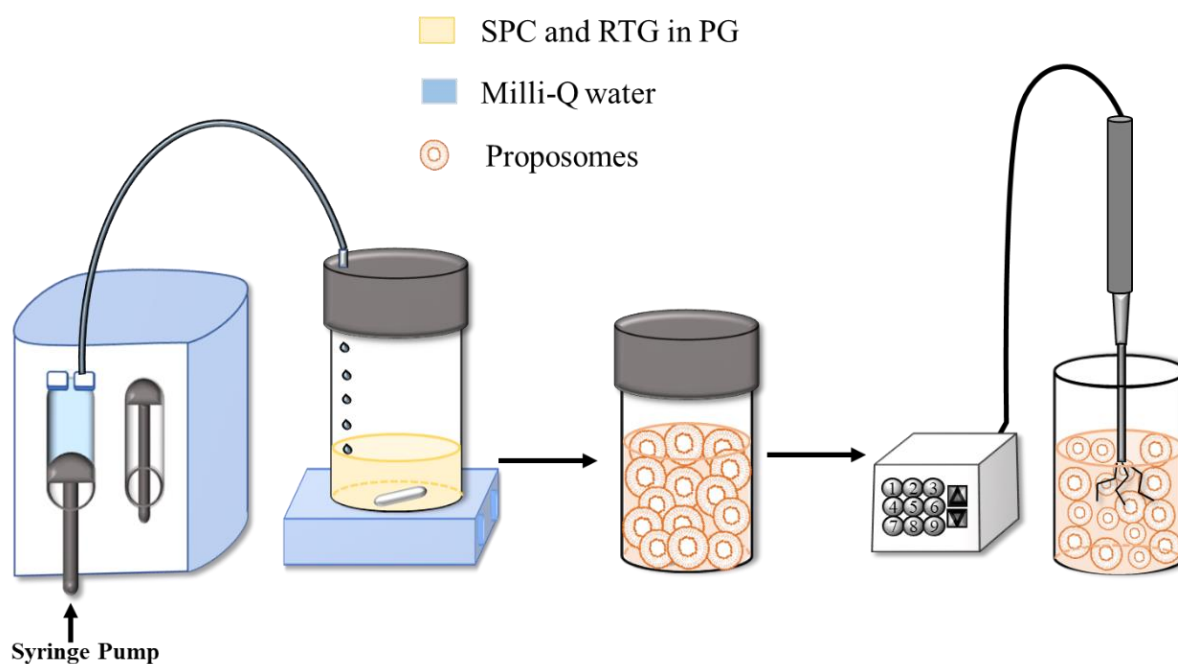 SPC and RTG in PG
Milli-Q water
Proposomes
1 2 3
4 5 6
7 8 9
Syringe Pump